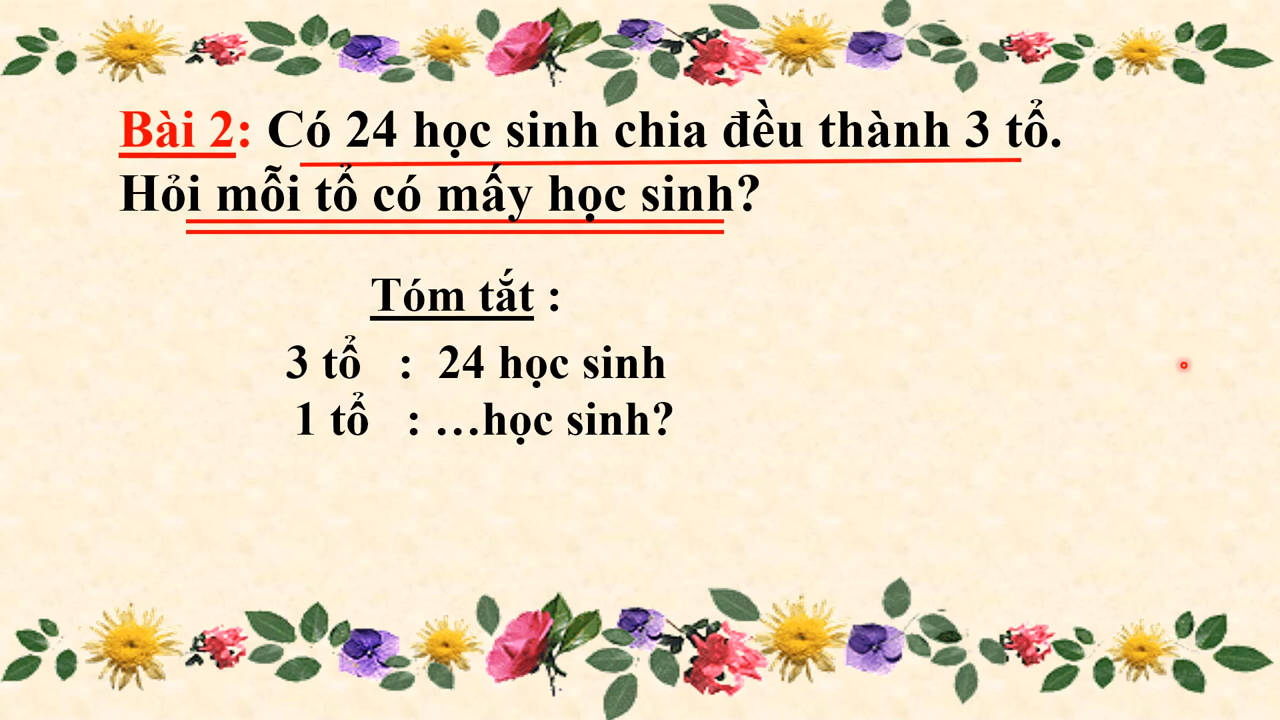 Bài 2: Có 24 học sinh chia đều thành 3 tổ.
Hỏi mỗi tổ có mấy học sinh?
Tóm tắt :
3 tổ : 24 học sinh
1 tổ : …học sinh?